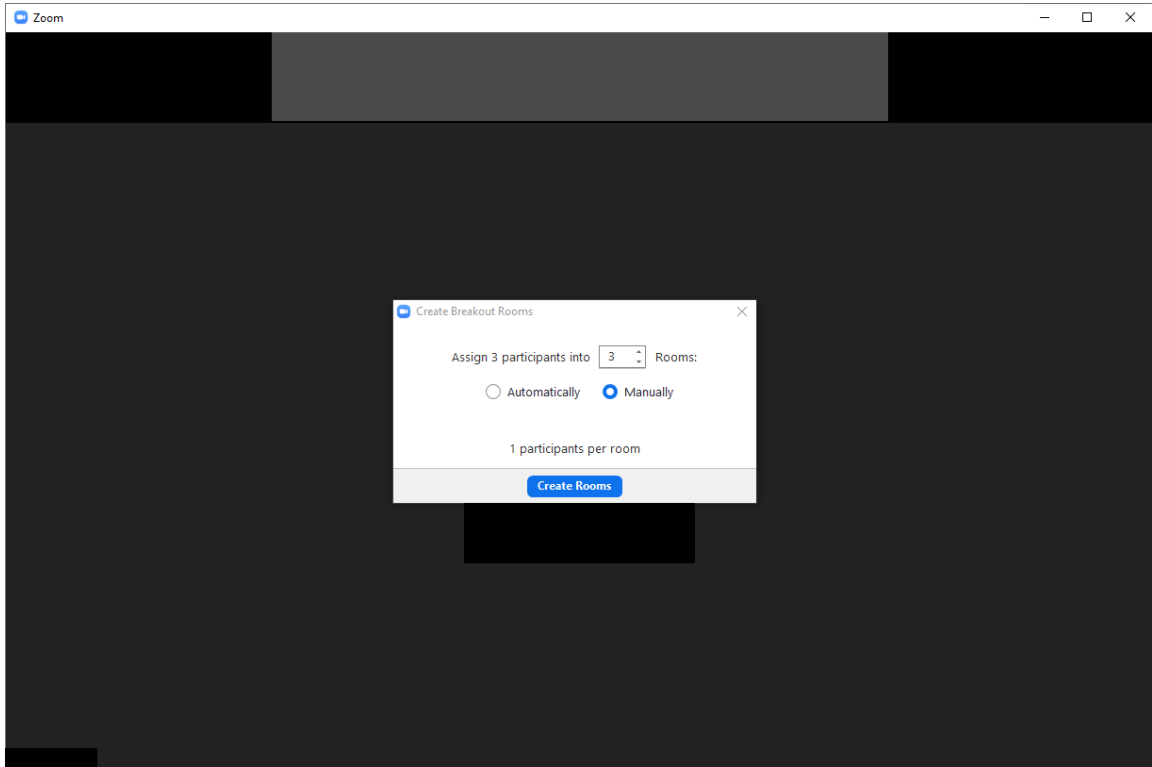 Zoom
Create Breakout Rooms
Assign 3 participants into 3 Rooms:
Automatically Manually
1 participants per room
Create Rooms